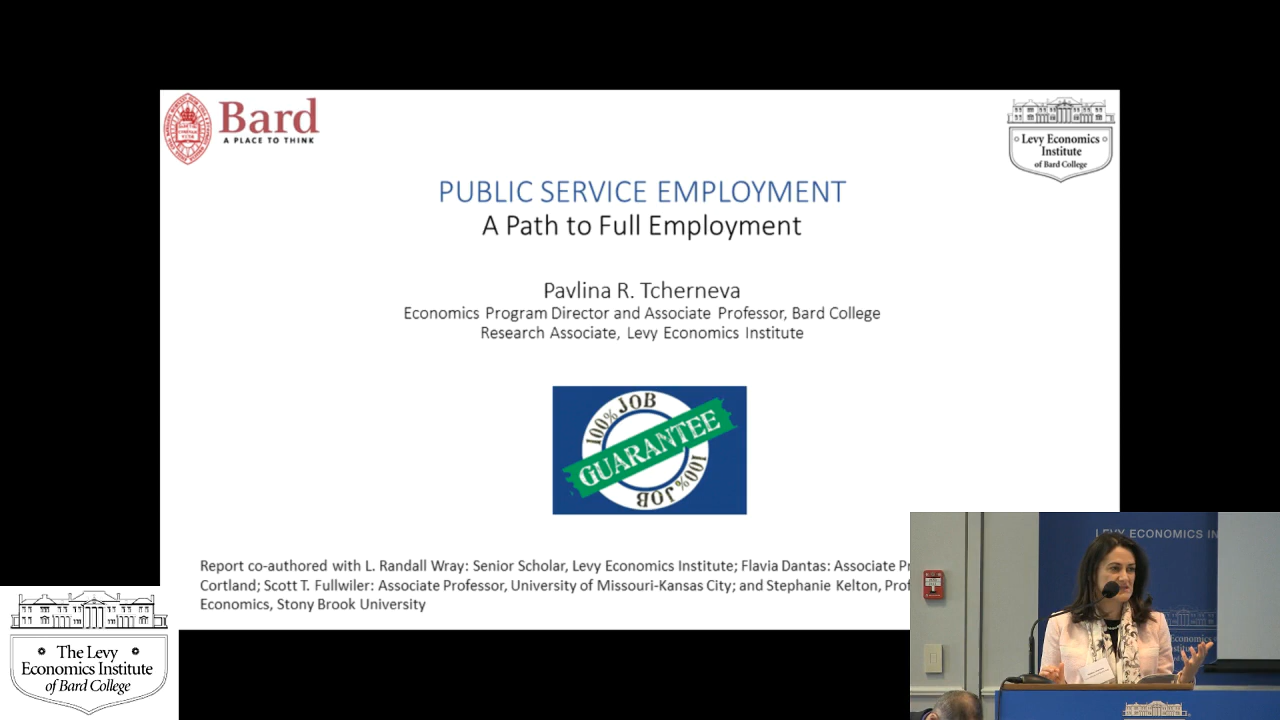 Bard
A PLACE TO THINK
Levy Economics
Institute
of Bard College
PUBLIC SERVICE EMPLOYMENT
A Path to Full Employment
Pavlina R. Tcherneva
Economics Program Director and Associate Professor, Bard College
Research Associate, Levy Economics Institute
100% JOB
GUARANTEE
100% JOB
Report co-authored with L. Randall Wray: Senior Scholar, Levy Economics Institute; Flavia Dantas: Associate Pr
Cortland; Scott T. Fullwiler: Associate Professor, University of Missouri-Kansas City; and Stephanie Kelton, Prof
Economics, Stony Brook University
LEVY ECONOMICS IN
The Levy
Economics Institute
of Bard College